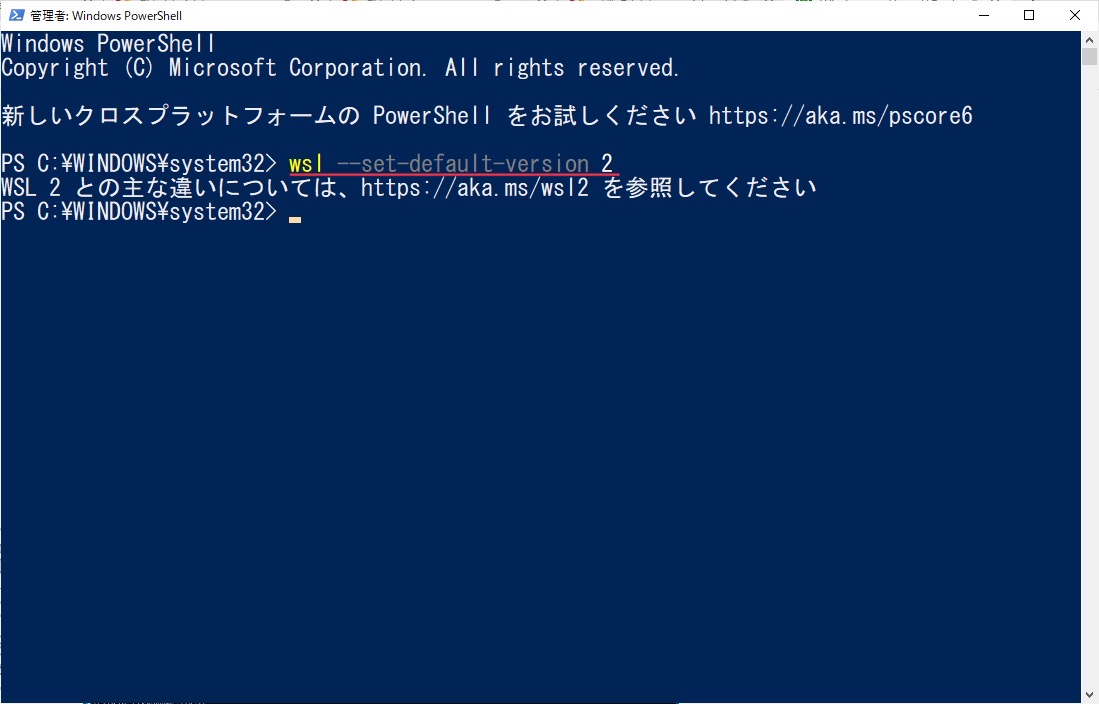 管理者: Windows PowerShell
Windows PowerShell
Copyright (C) Microsoft Corporation. All rights reserved.
新しいクロスプラットフォームの PowerShell をお試しください https://aka.ms/pscore6
PS C:¥WINDOWS¥system32> wsl --set-default-version 2
WSL 2 との主な違いについては、https://aka.ms/wsl2 を参照してください
PS C:¥WINDOWS¥system32>